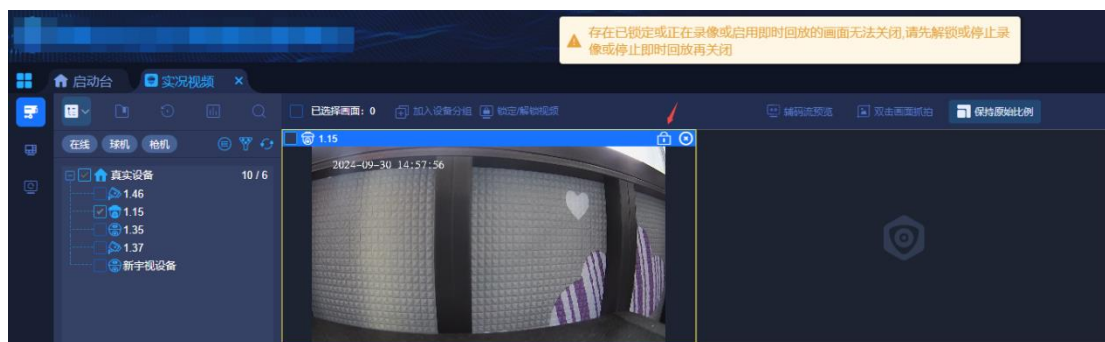 存在已锁定或正在录像或启用即时回放的画面无法关闭,请先解锁或停止录
像或停止即时回放再关闭
启动台 实况视频 ×
已选择画面：0 加入设备分组 锁定/解锁视频 辅码流预览 双击画面抓拍 保持原始比例
在线 球机 枪机
1.15
2024-09-30 14:57:56
真实设备 10 / 6
1.46
1.15
1.35
1.37
新宇视设备